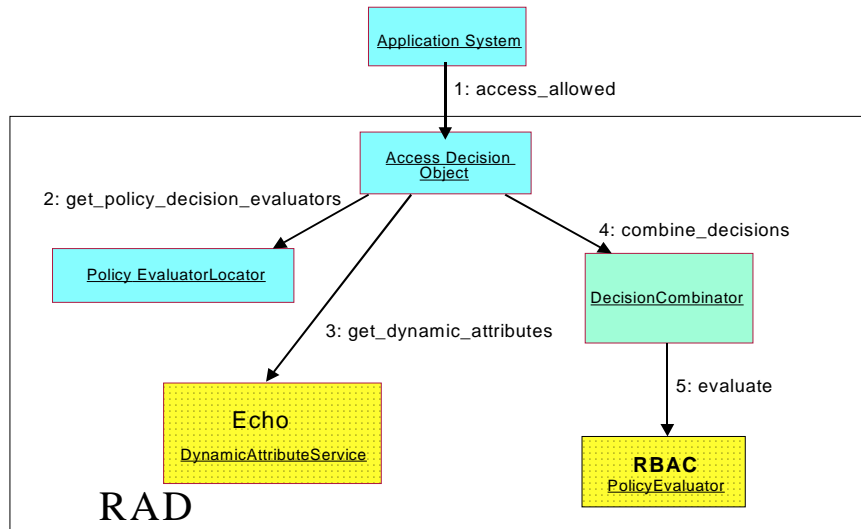 Application System
1: access_allowed
Access Decision
Object
2: get_policy_decision_evaluators
4: combine_decisions
Policy EvaluatorLocator
DecisionCombinator
3: get_dynamic_attributes
5: evaluate
Echo
DynamicAttributeService
RBAC
PolicyEvaluator
RAD